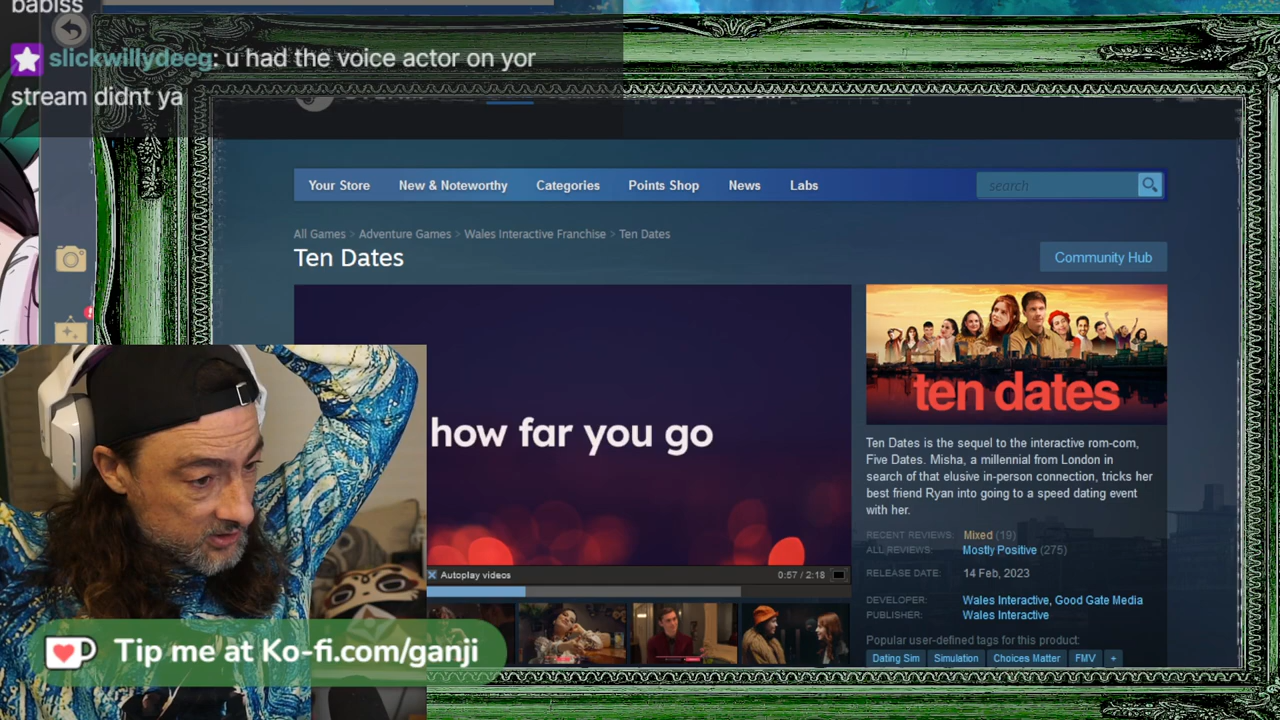 babiss
slickwillydeeg: u had the voice actor on yor
stream didnt ya
Your Store
New & Noteworthy
Categories
Points Shop
News
Labs
search
All Games > Adventure Games > Wales Interactive Franchise > Ten Dates
Ten Dates
Community Hub
how far you go
Autoplay videos
0:57 / 2:18
ten dates
Ten Dates is the sequel to the interactive rom-com,
Five Dates. Misha, a millennial from London in
search of that elusive in-person connection, tricks her
best friend Ryan into going to a speed dating event
with her.
RECENT REVIEWS: Mixed (19)
ALL REVIEWS: Mostly Positive (275)
RELEASE DATE: 14 Feb, 2023
DEVELOPER: Wales Interactive, Good Gate Media
PUBLISHER: Wales Interactive
Popular user-defined tags for this product:
Dating Sim
Simulation
Choices Matter
FMV
+
Tip me at Ko-fi.com/ganji